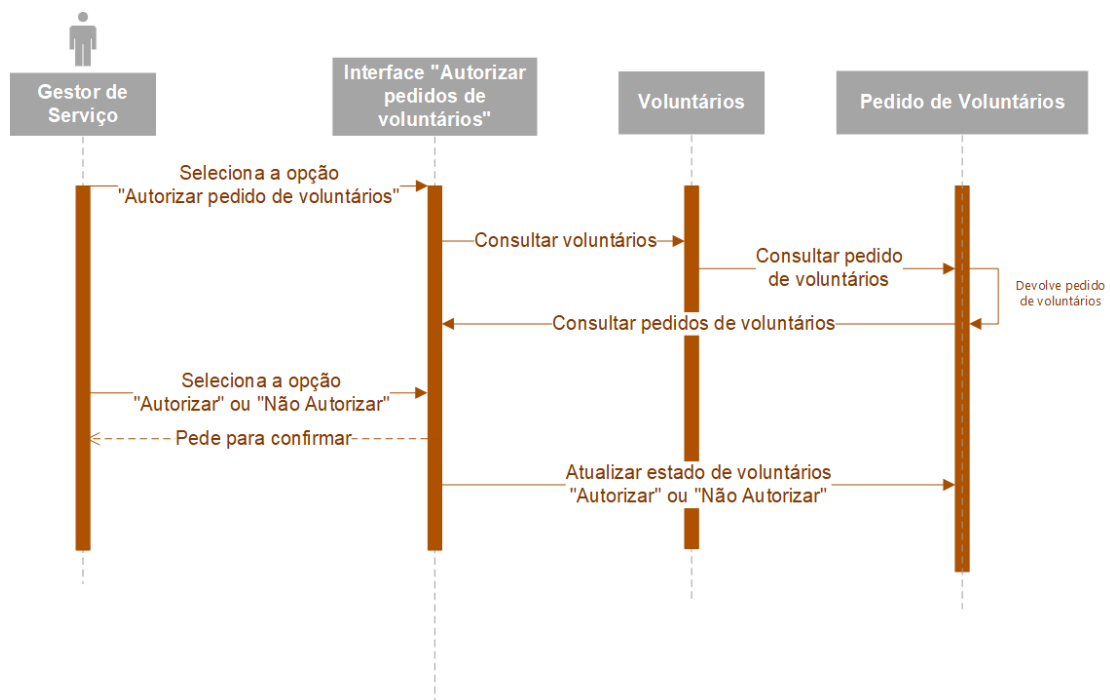 Gestor de
Serviço
Interface "Autorizar
pedidos de
voluntários"
Voluntários
Pedido de Voluntários
Seleciona a opção
"Autorizar pedido de voluntários"
Consultar voluntários
Consultar pedido
de voluntários
Devolve pedido
de voluntários
Consultar pedidos de voluntários
Seleciona a opção
"Autorizar" ou "Não Autorizar"
Pede para confirmar
Atualizar estado de voluntários
"Autorizar" ou "Não Autorizar"